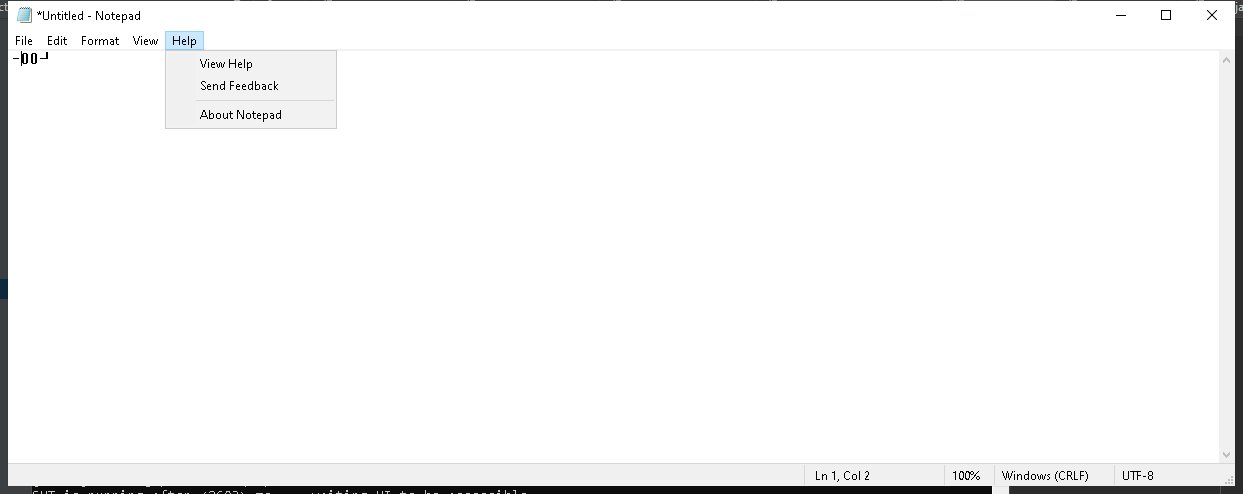 *Untitled - Notepad
File Edit Format View Help
-00┘
View Help
Send Feedback
About Notepad
Ln 1, Col 2 100% Windows (CRLF) UTF-8